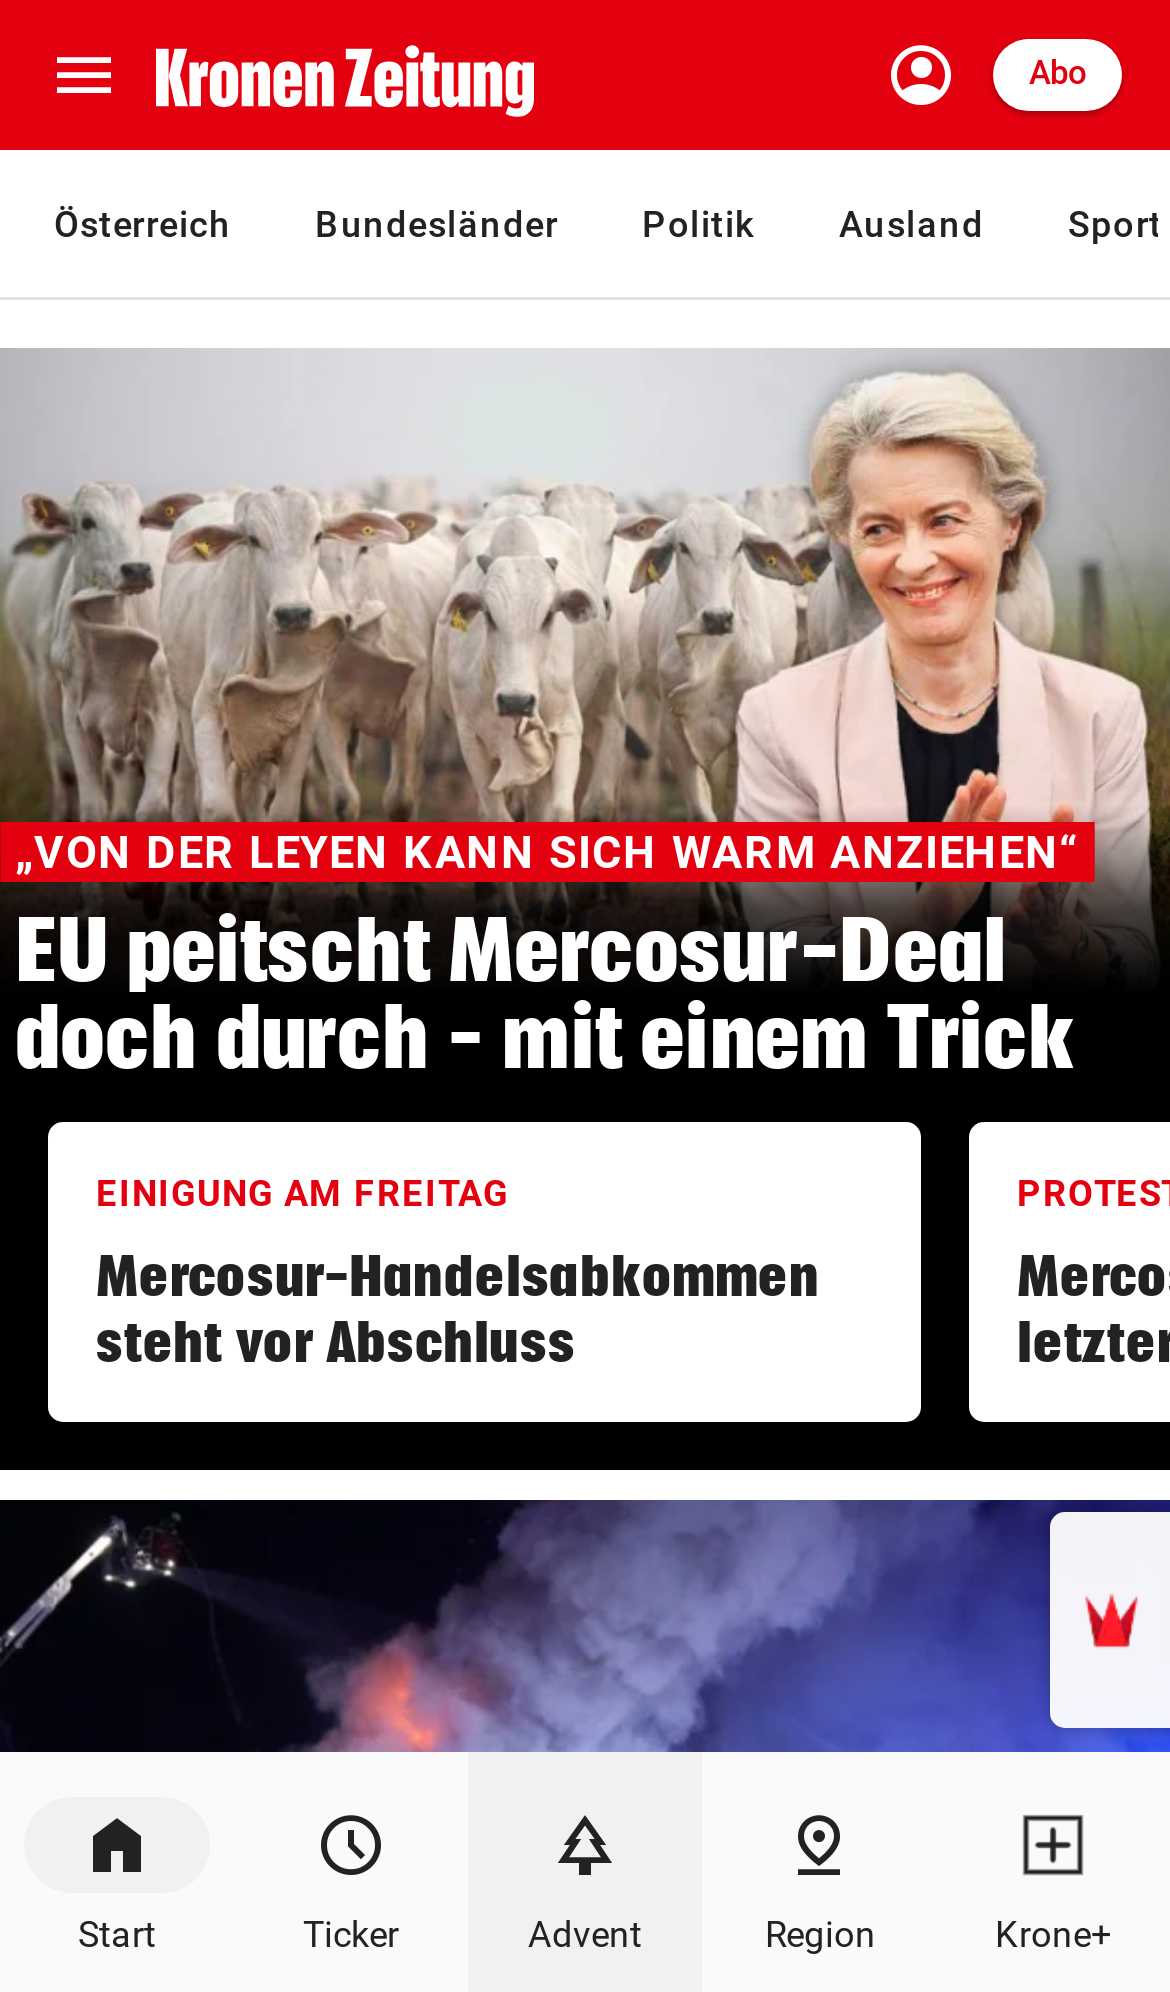 Kronen Zeitung
Abo
Österreich Bundesländer Politik Ausland Sport
„VON DER LEYEN KANN SICH WARM ANZIEHEN“
EU peitscht Mercosur-Deal
doch durch - mit einem Trick
EINIGUNG AM FREITAG
Mercosur-Handelsabkommen
steht vor Abschluss
PROTEST
Mercos
letzter
Start Ticker Advent Region Krone+